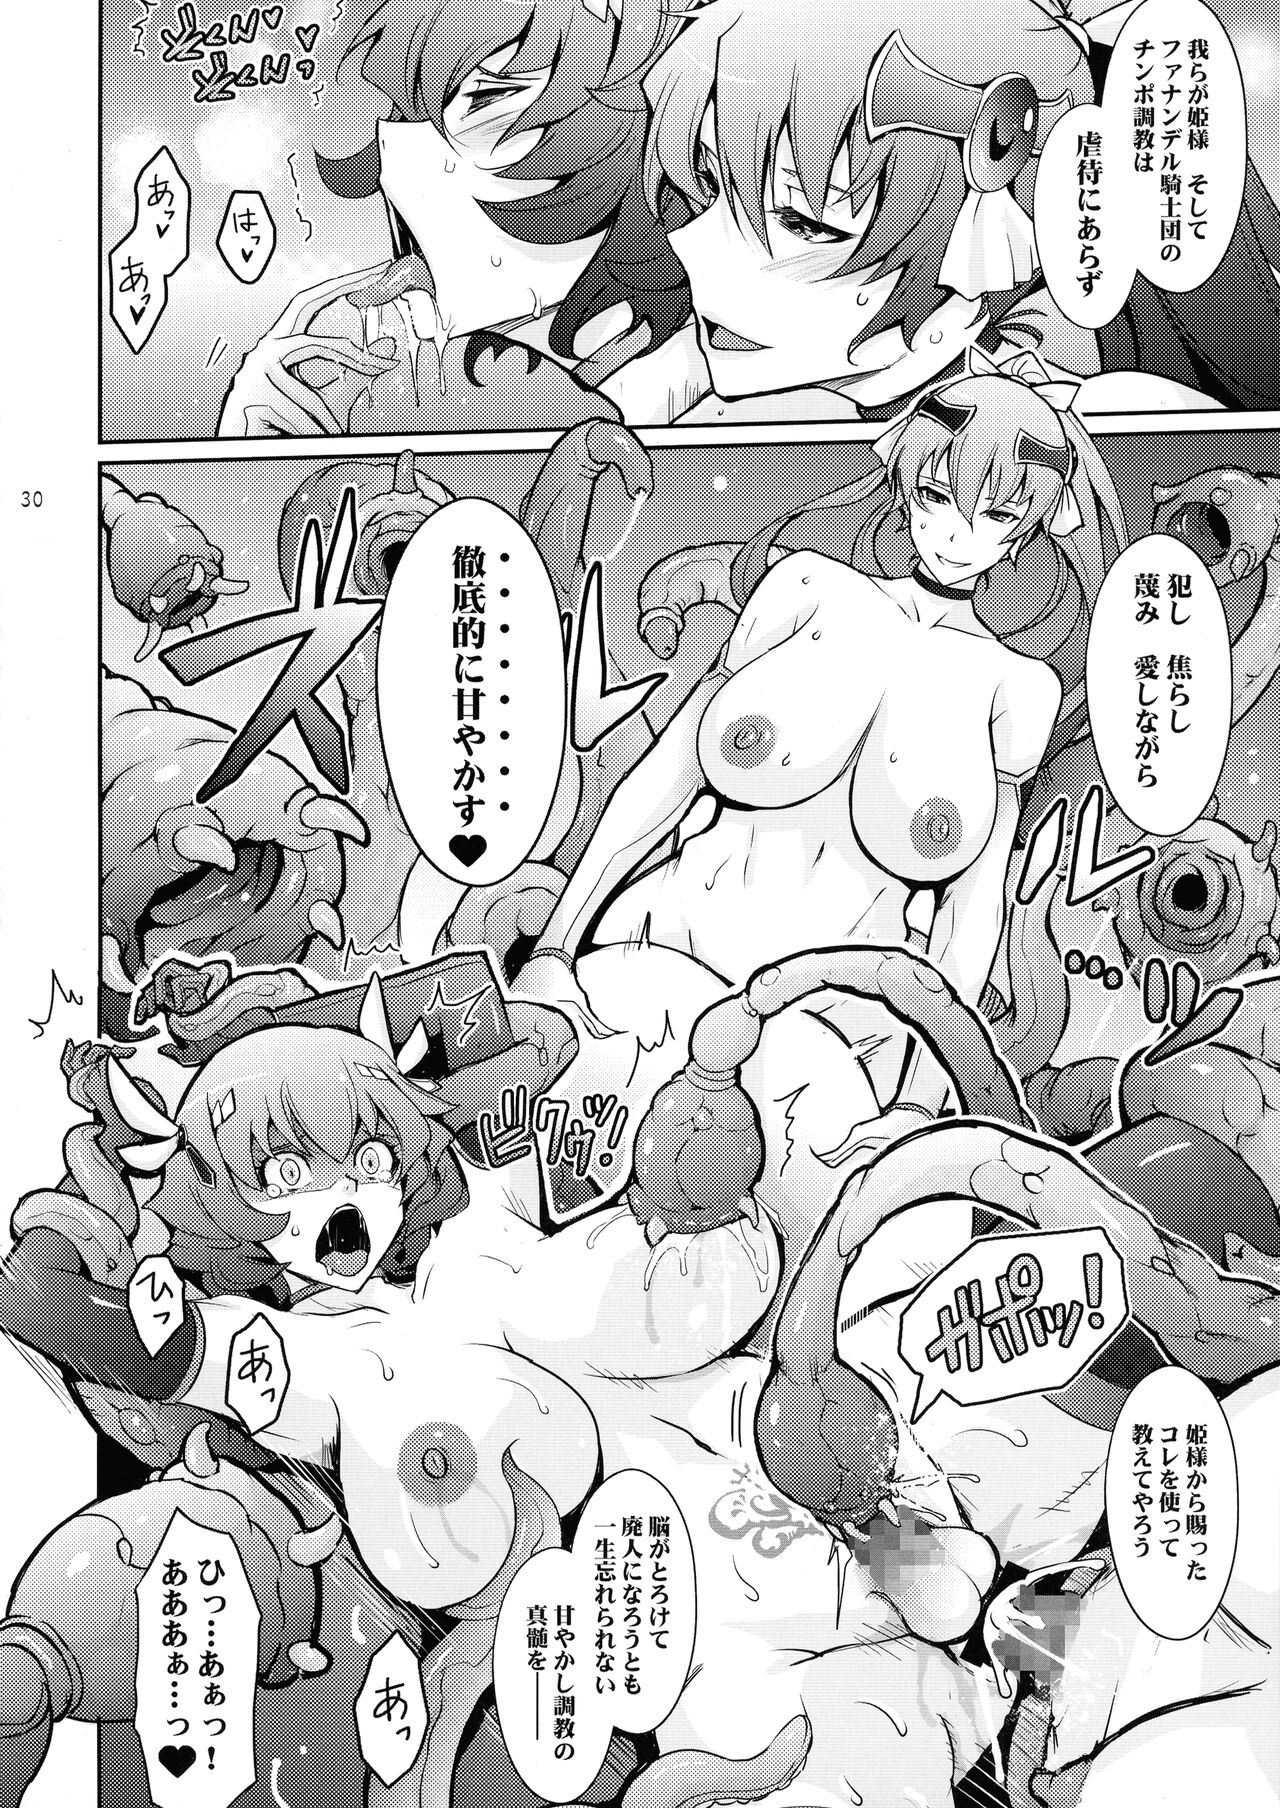 我らが姫様　そして
ファナンデル騎士団の
チンポ調教は
虐待にあらず
はっ♥
あっ♥
あぁっ♥
犯し　焦らし
蔑み　愛しながら
・・・・・・・・
徹底的に甘やかす♥
ズ
ル
ル
…
ビクゥッ!
ガポッ!
姫様から賜った
コレを使って
教えてやろう
脳がとろけて
廃人になろうとも
一生忘れられない
甘やかし調教の
真髄を――
ひっ
あっ
あっ
ひっ…あぁっ!
あああぁ…っ♥
30